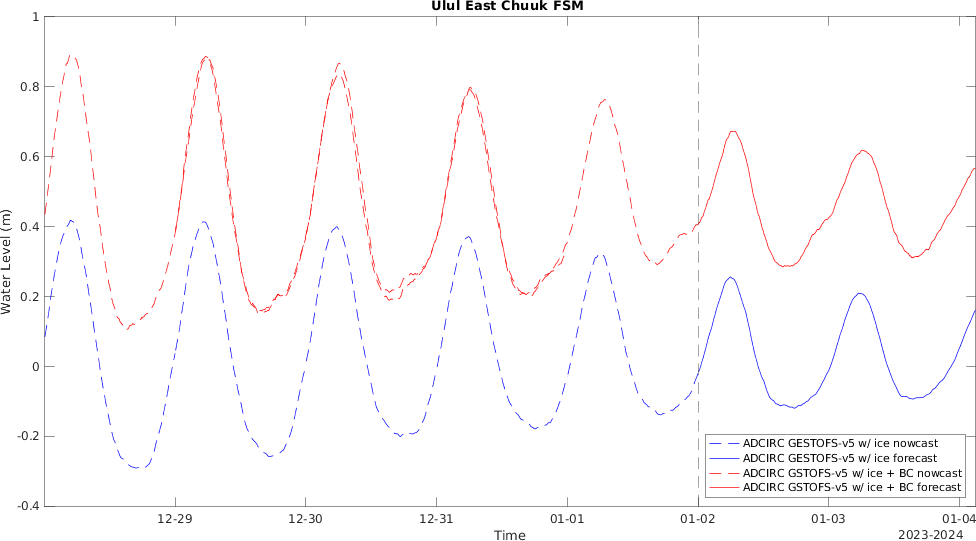 Ulul East Chuuk FSM
1
0.8
0.6
0.4
0.2
0
-0.2
-0.4
Water Level (m)
ADCIRC GESTOFS-v5 w/ ice nowcast
ADCIRC GESTOFS-v5 w/ ice forecast
ADCIRC GSTOFS-v5 w/ ice + BC nowcast
ADCIRC GSTOFS-v5 w/ ice + BC forecast
12-29 12-30 12-31 01-01 01-02 01-03 01-04
Time
2023-2024